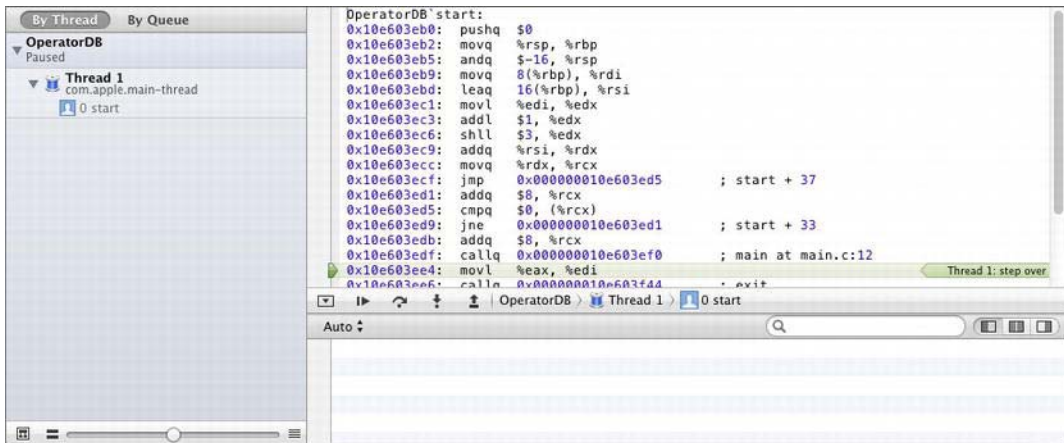 By Thread By Queue
OperatorDB
Paused
Thread 1
com.apple.main-thread
0 start
OperatorDB`start:
0x10e603eb0: pushq $0
0x10e603eb2: movq %rsp, %rbp
0x10e603eb5: andq $-16, %rsp
0x10e603eb9: movq 8(%rbp), %rdi
0x10e603ebd: leaq 16(%rbp), %rsi
0x10e603ec1: movl %edi, %edx
0x10e603ec3: addl $1, %edx
0x10e603ec6: shll $3, %edx
0x10e603ec9: addq %rsi, %rdx
0x10e603ecc: movq %rdx, %rcx
0x10e603ecf: jmp 0x000000010e603ed5 ; start + 37
0x10e603ed1: addq $8, %rcx
0x10e603ed5: cmpq $0, (%rcx)
0x10e603ed9: jne 0x000000010e603ed1 ; start + 33
0x10e603edb: addq $8, %rcx
0x10e603edf: callq 0x000000010e603ef0 ; main at main.c:12
0x10e603ee4: movl %eax, %edi Thread 1: step over
0x10e603ee6: callq 0x000000010e603f44 ; exit
OperatorDB Thread 1 0 start
Auto